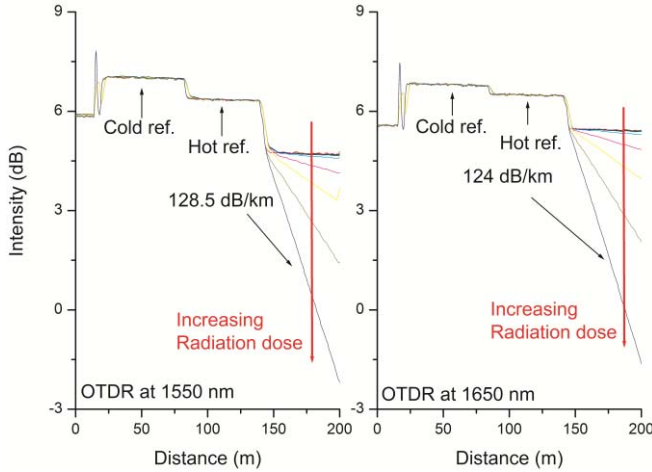 9
6
3
0
-3
Intensity (dB)
Cold ref.
Hot ref.
128.5 dB/km
Increasing
Radiation dose
OTDR at 1550 nm
0 50 100 150 200
Distance (m)
9
6
3
0
-3
Cold ref.
Hot ref.
124 dB/km
Increasing
Radiation dose
OTDR at 1650 nm
0 50 100 150 200
Distance (m)